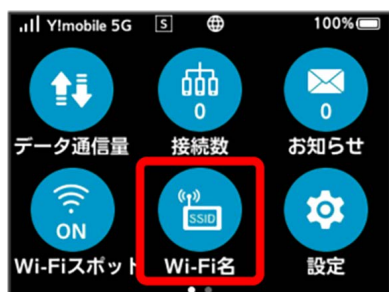 Y!mobile 5G S 100%
0 0
データ通信量 接続数 お知らせ
ON SSID
Wi-Fiスポット Wi-Fi名 設定